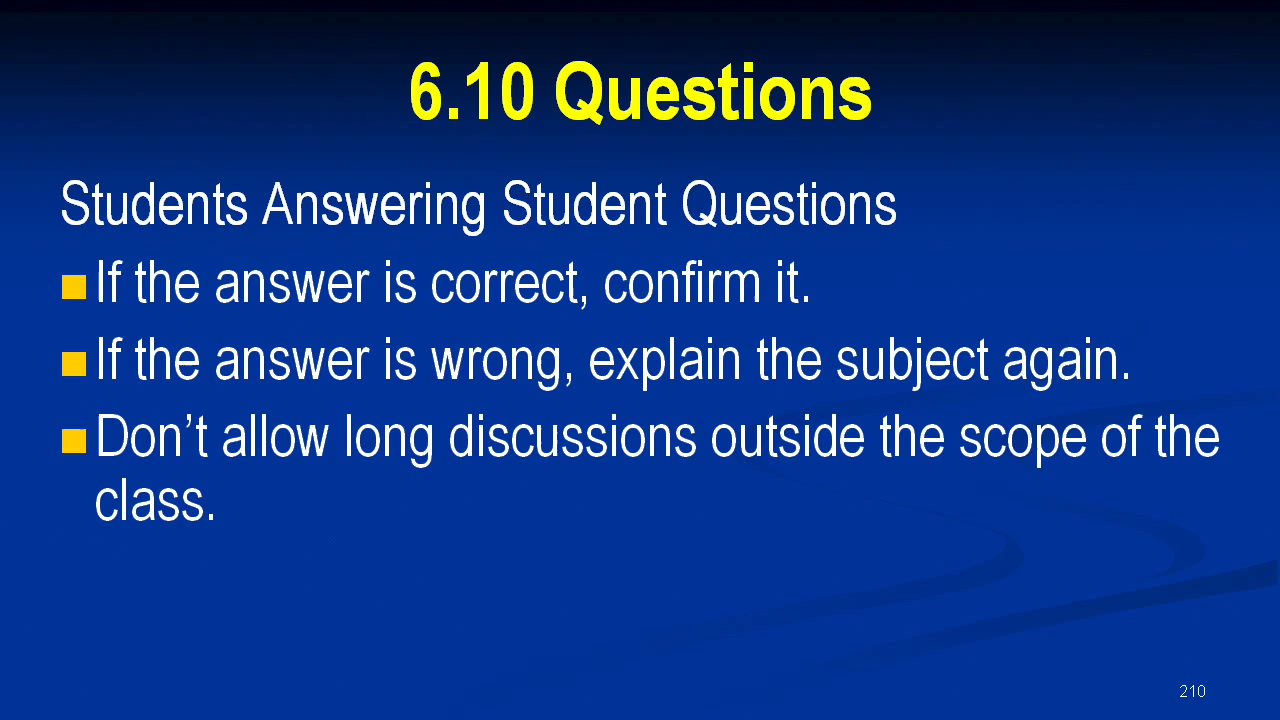 6.10 Questions
Students Answering Student Questions
If the answer is correct, confirm it.
If the answer is wrong, explain the subject again.
Don’t allow long discussions outside the scope of the
class.
210